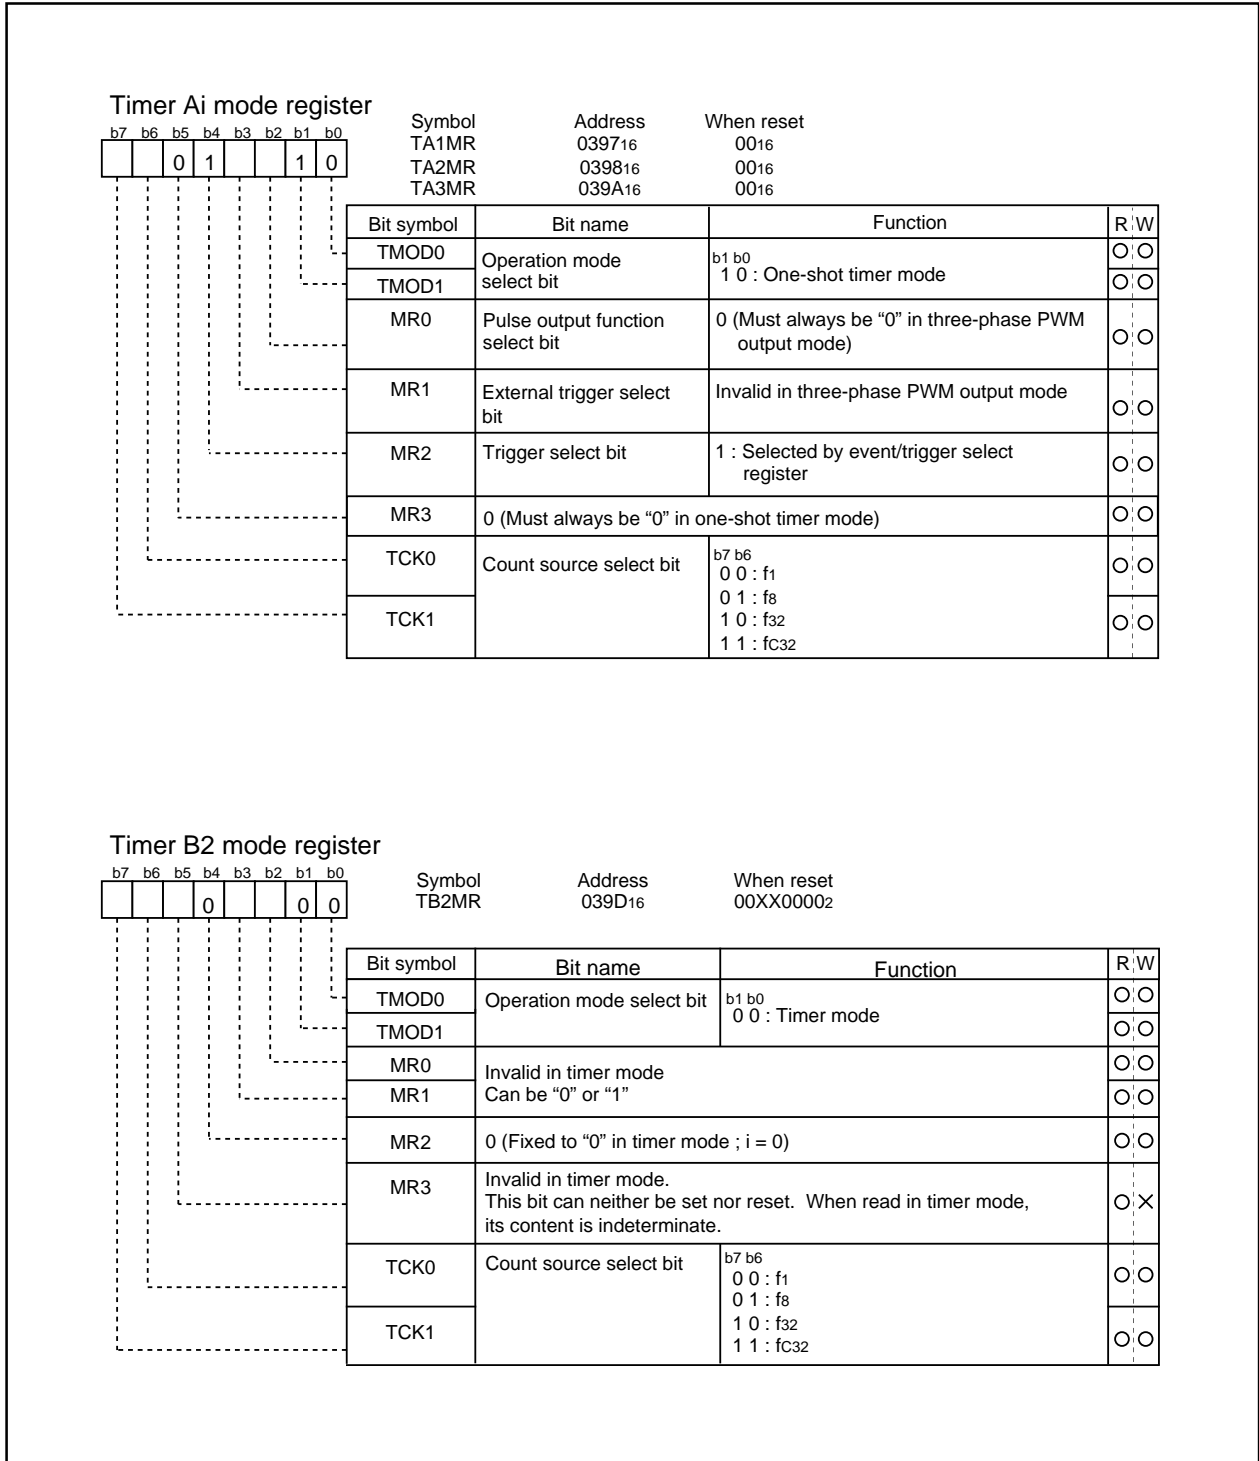 Timer Ai mode register
Symbol Address When reset
b7 b6 b5 b4 b3 b2 b1 b0
TA1MR 039716 0016
0 1 1 0
TA2MR 039816 0016
TA3MR 039A16 0016
Bit symbol Bit name Function R W
TMOD0 Operation mode select bit b1 b0
1 0 : One-shot timer mode
TMOD1
MR0 Pulse output function select bit 0 (Must always be “0” in three-phase PWM output mode)
MR1 External trigger select bit Invalid in three-phase PWM output mode
MR2 Trigger select bit 1 : Selected by event/trigger select register
MR3 0 (Must always be “0” in one-shot timer mode)
TCK0 Count source select bit b7 b6
0 0 : f1
0 1 : f8
TCK1 1 0 : f32
1 1 : fC32
Timer B2 mode register
b7 b6 b5 b4 b3 b2 b1 b0
Symbol Address When reset
TB2MR 039D16 00XX00002
0 0 0
Bit symbol Bit name Function R W
TMOD0 Operation mode select bit b1 b0
0 0 : Timer mode
TMOD1
MR0 Invalid in timer mode
MR1 Can be “0” or “1”
MR2 0 (Fixed to “0” in timer mode ; i = 0)
MR3 Invalid in timer mode.
This bit can neither be set nor reset. When read in timer mode,
its content is indeterminate.
TCK0 Count source select bit b7 b6
0 0 : f1
0 1 : f8
TCK1 1 0 : f32
1 1 : fC32